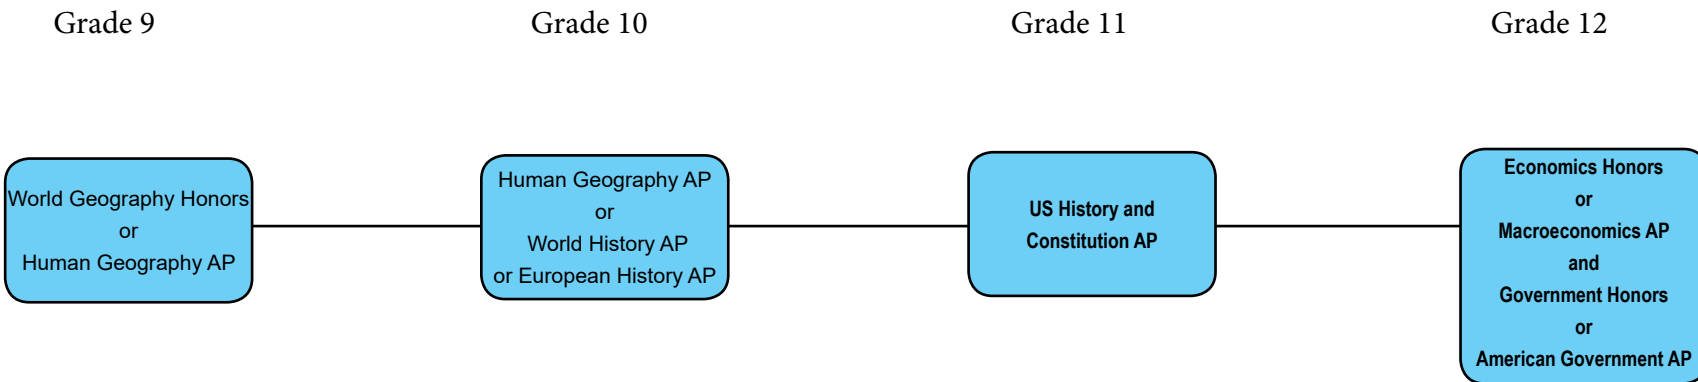 Grade 9
Grade 10
Grade 11
Grade 12
World Geography Honors
or
Human Geography AP
Human Geography AP
or
World History AP
or European History AP
US History and
Constitution AP
Economics Honors
or
Macroeconomics AP
and
Government Honors
or
American Government AP